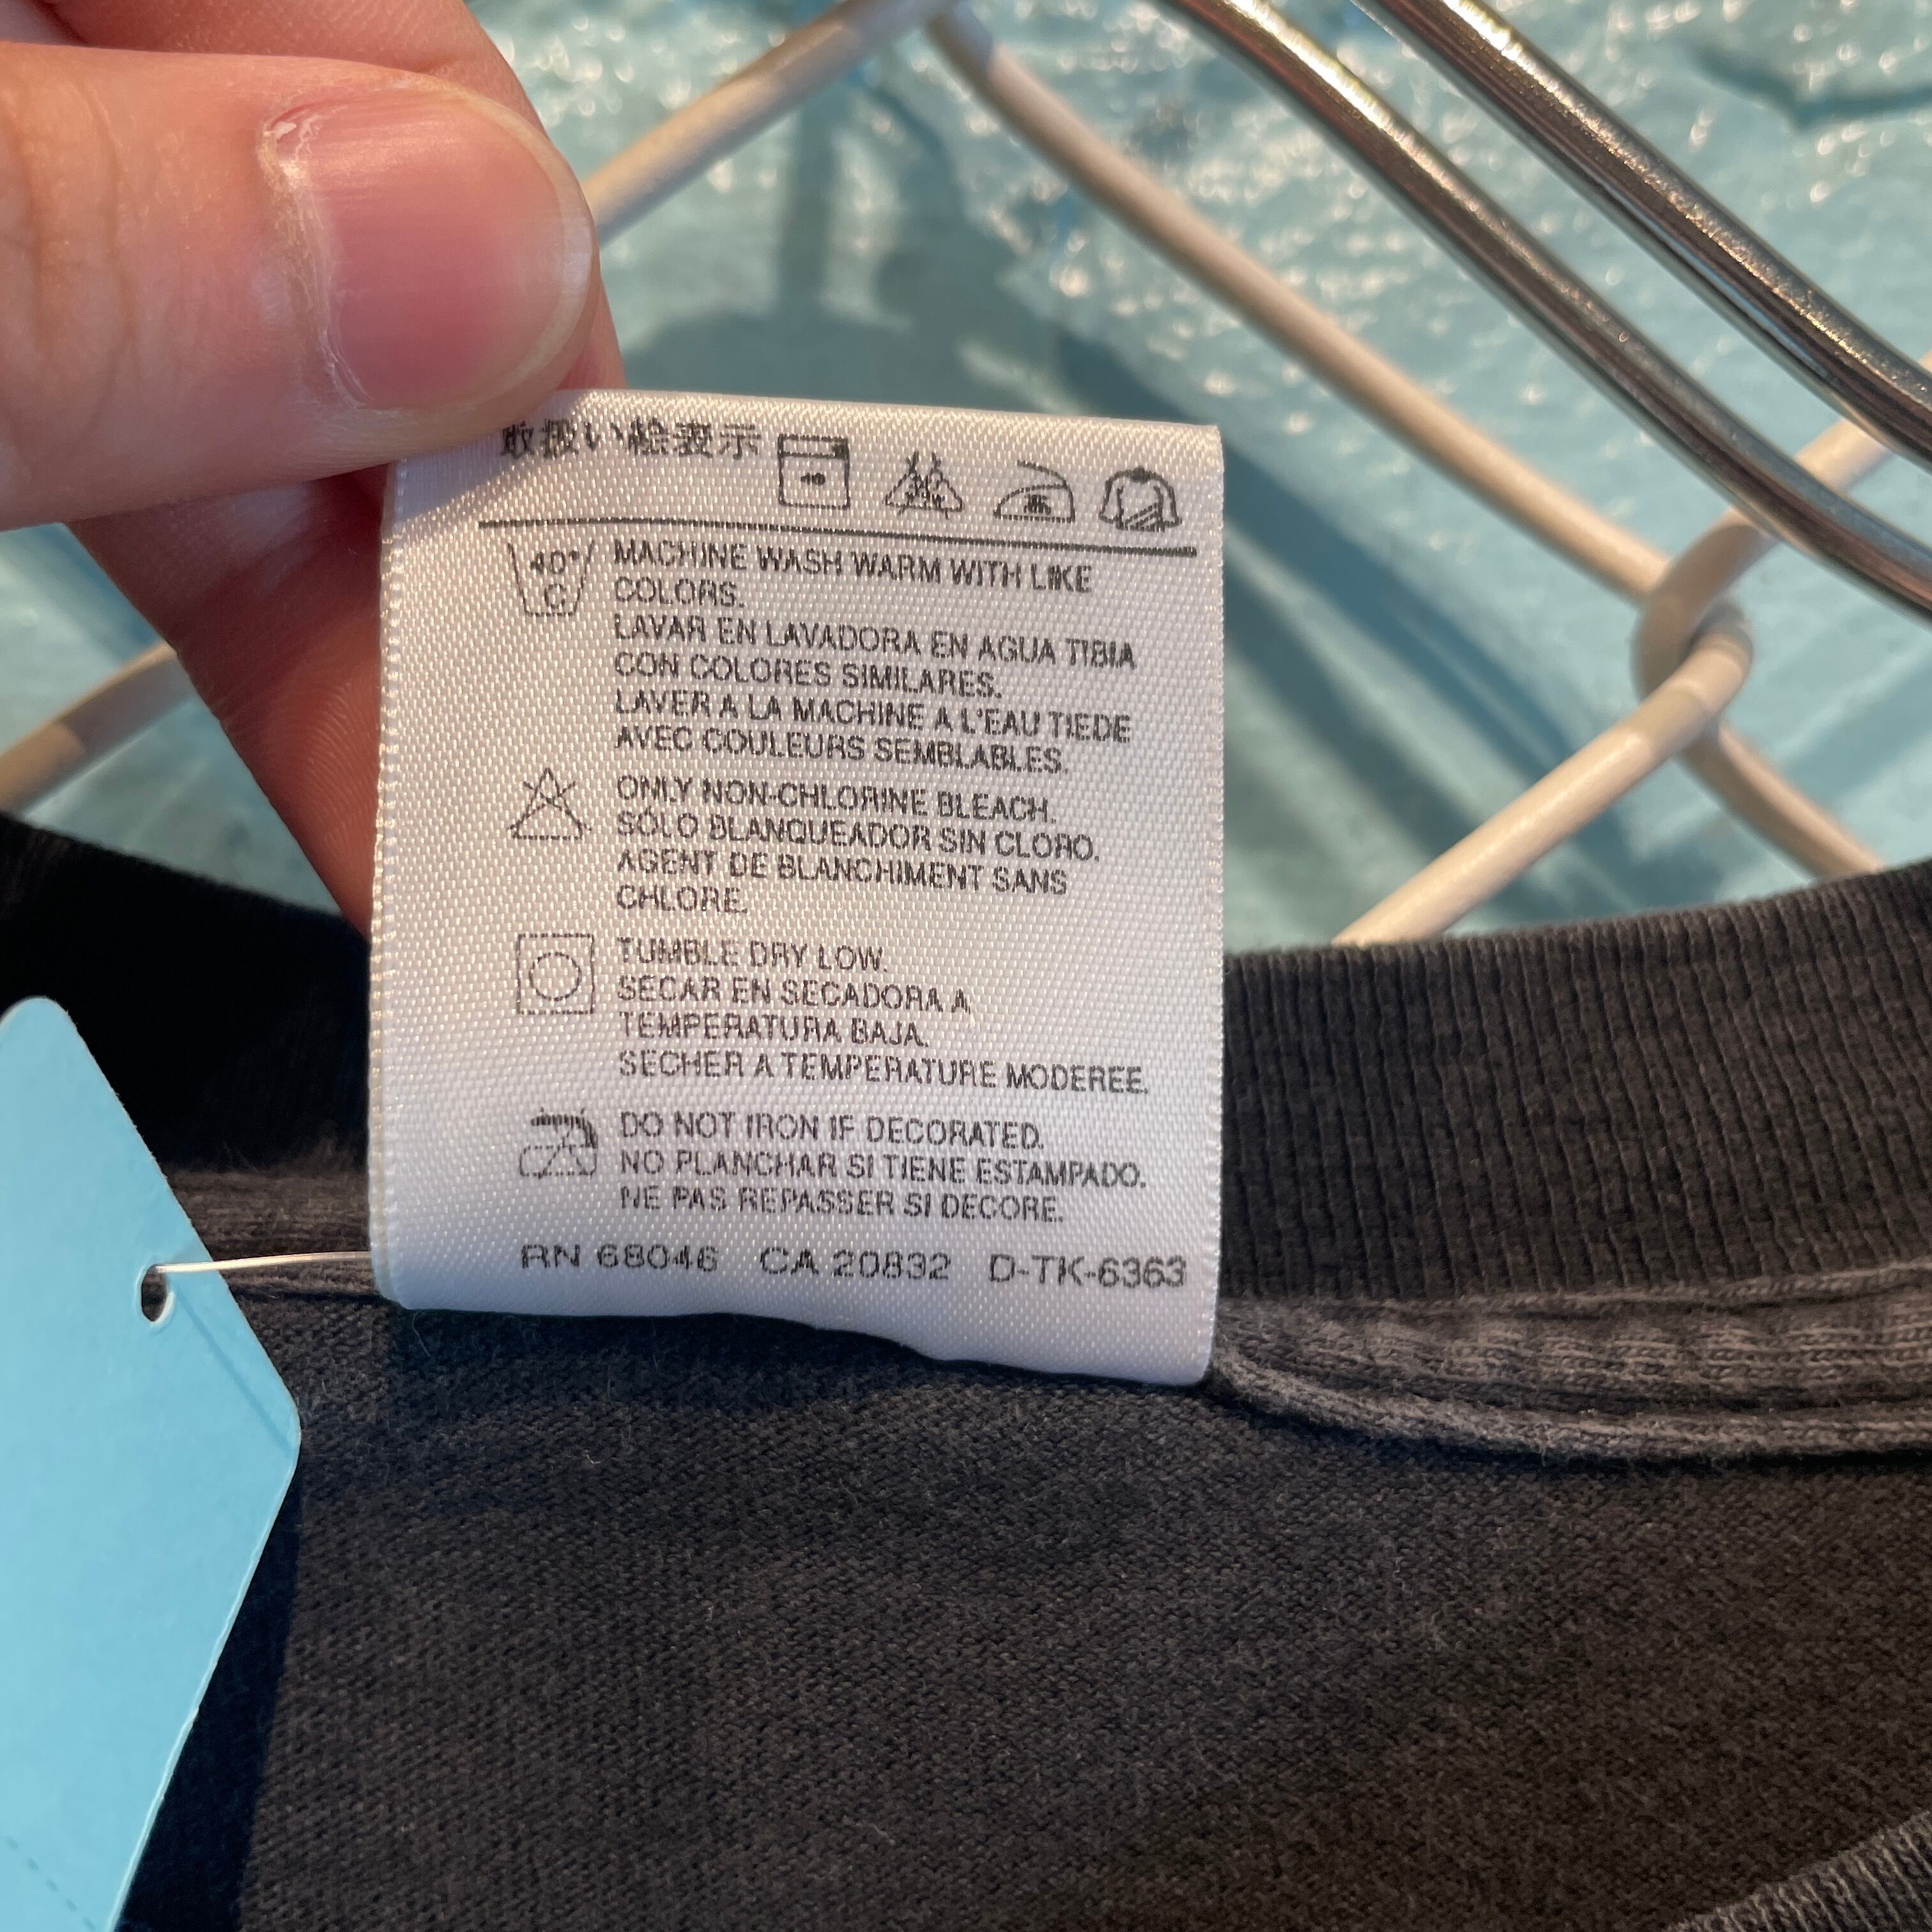 取扱い絵表示
40°
C
MACHINE WASH WARM WITH LIKE
COLORS.
LAVAR EN LAVADORA EN AGUA TIBIA
CON COLORES SIMILARES.
LAVER A LA MACHINE A L'EAU TIEDE
AVEC COULEURS SEMBLABLES.
ONLY NON-CHLORINE BLEACH.
SÓLO BLANQUEADOR SIN CLORO.
AGENT DE BLANCHIMENT SANS
CHLORE.
TUMBLE DRY LOW.
SECAR EN SECADORA A
TEMPERATURA BAJA.
SECHER A TEMPERATURE MODEREE.
DO NOT IRON IF DECORATED.
NO PLANCHAR SI TIENE ESTAMPADO.
NE PAS REPASSER SI DECORE.
RN 68046 CA 20832 D-TK-6363